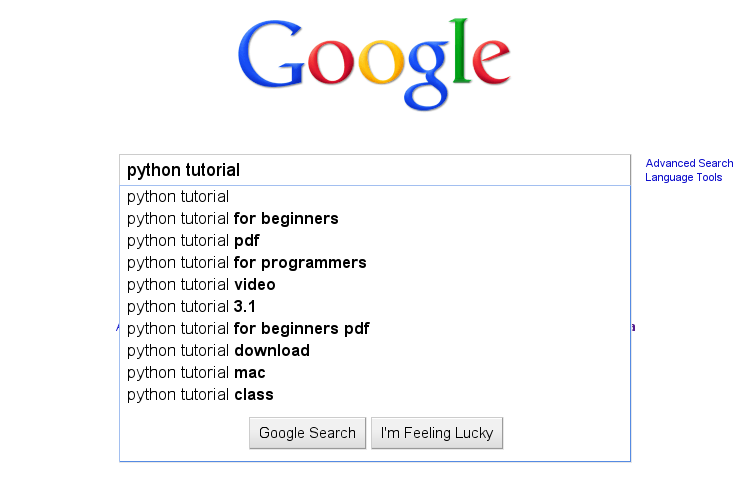 Google
python tutorial
Advanced Search
Language Tools
python tutorial
python tutorial for beginners
python tutorial pdf
python tutorial for programmers
python tutorial video
python tutorial 3.1
python tutorial for beginners pdf
python tutorial download
python tutorial mac
python tutorial class
Google Search
I'm Feeling Lucky